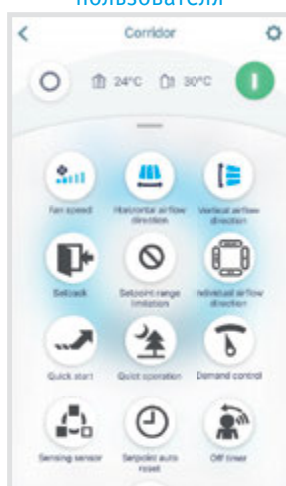 пользователя
Corridor
24°C 30°C
Fan speed
Horizontal airflow
direction
Vertical airflow
direction
Setback
Setpoint range
limitation
Individual airflow
direction
Quick start
Quiet operation
Demand control
Sensing sensor
Setpoint auto
reset
Off timer